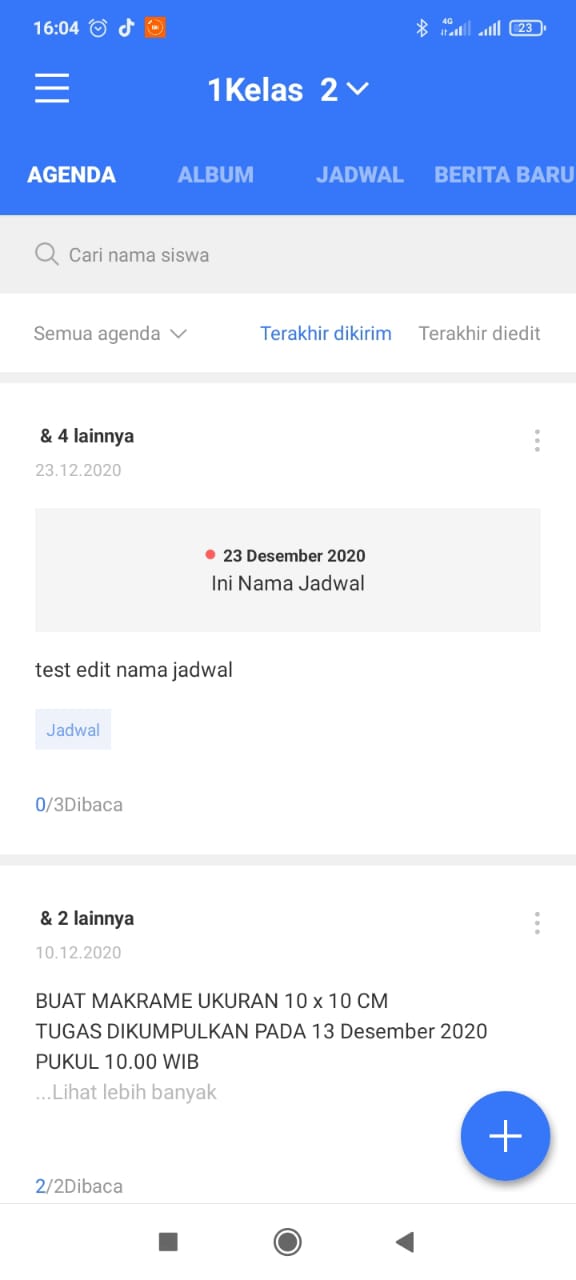 16:04
4G
23
1Kelas 2
AGENDA ALBUM JADWAL BERITA BARU
Cari nama siswa
Semua agenda Terakhir dikirim Terakhir diedit
& 4 lainnya
23.12.2020
23 Desember 2020
Ini Nama Jadwal
test edit nama jadwal
Jadwal
0/3Dibaca
& 2 lainnya
10.12.2020
BUAT MAKRAME UKURAN 10 x 10 CM
TUGAS DIKUMPULKAN PADA 13 Desember 2020
PUKUL 10.00 WIB
...Lihat lebih banyak
2/2Dibaca